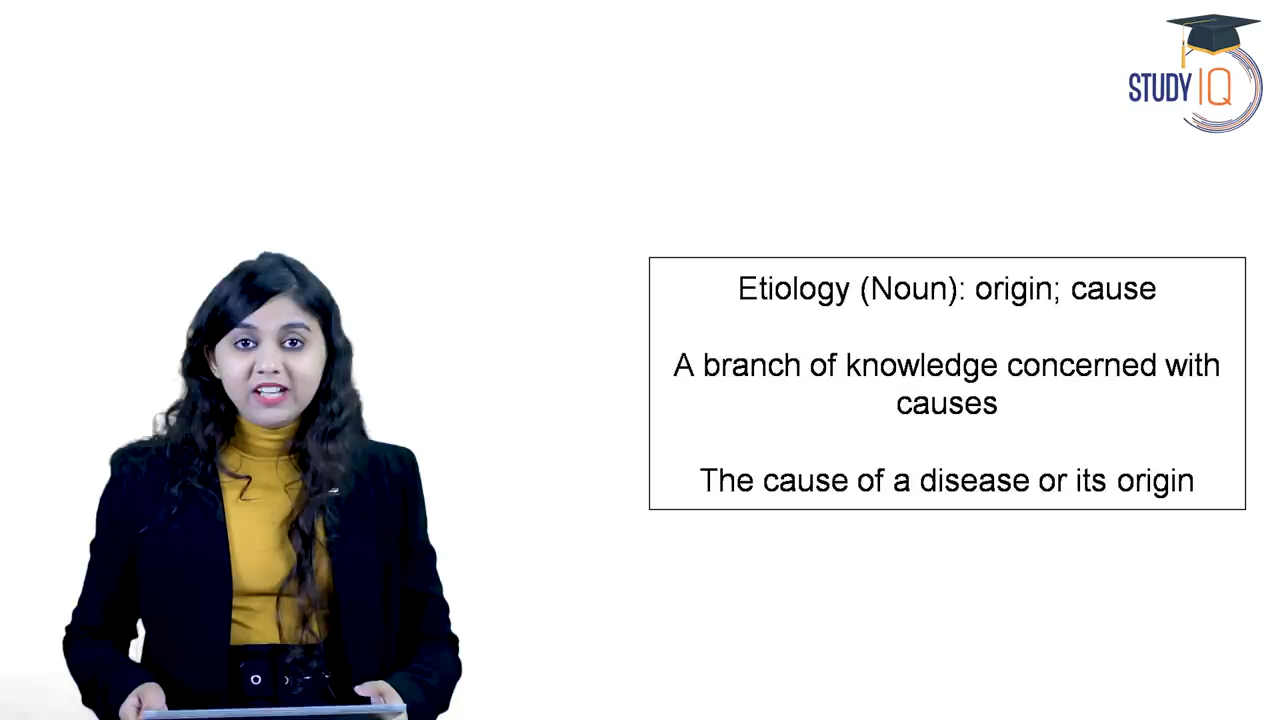 STUDY IQ
Etiology (Noun): origin; cause
A branch of knowledge concerned with
causes
The cause of a disease or its origin